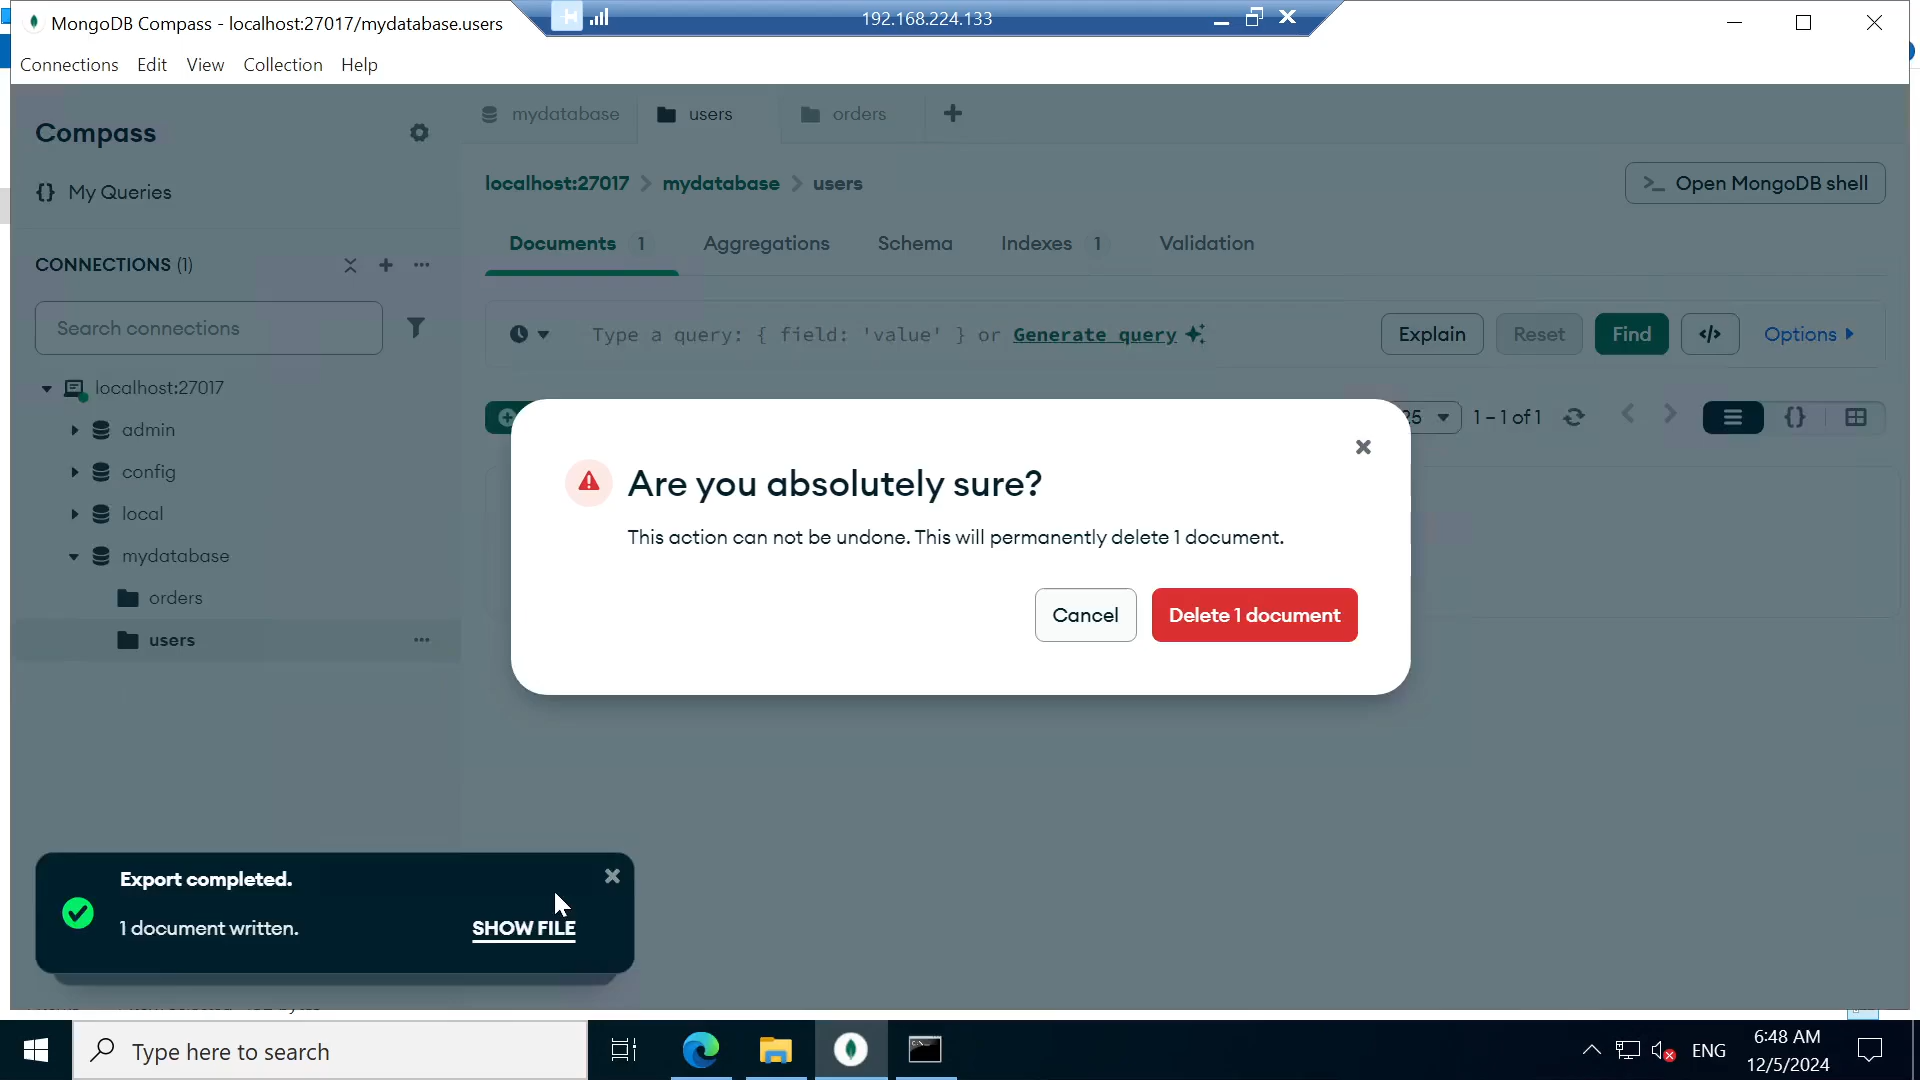 MongoDB Compass - localhost:27017/mydatabase.users
192.168.224.133
Connections Edit View Collection Help
Compass
My Queries
CONNECTIONS (1)
Search connections
localhost:27017
admin
config
local
mydatabase
orders
users
mydatabase
users
orders
localhost:27017 > mydatabase > users
>_ Open MongoDB shell
Documents 1
Aggregations
Schema
Indexes 1
Validation
Type a query: { field: 'value' } or Generate query
Explain
Reset
Find
</>
Options
25
1 – 1 of 1
{}
Are you absolutely sure?
This action can not be undone. This will permanently delete 1 document.
Cancel
Delete 1 document
Export completed.
1 document written.
SHOW FILE
Type here to search
ENG
6:48 AM
12/5/2024